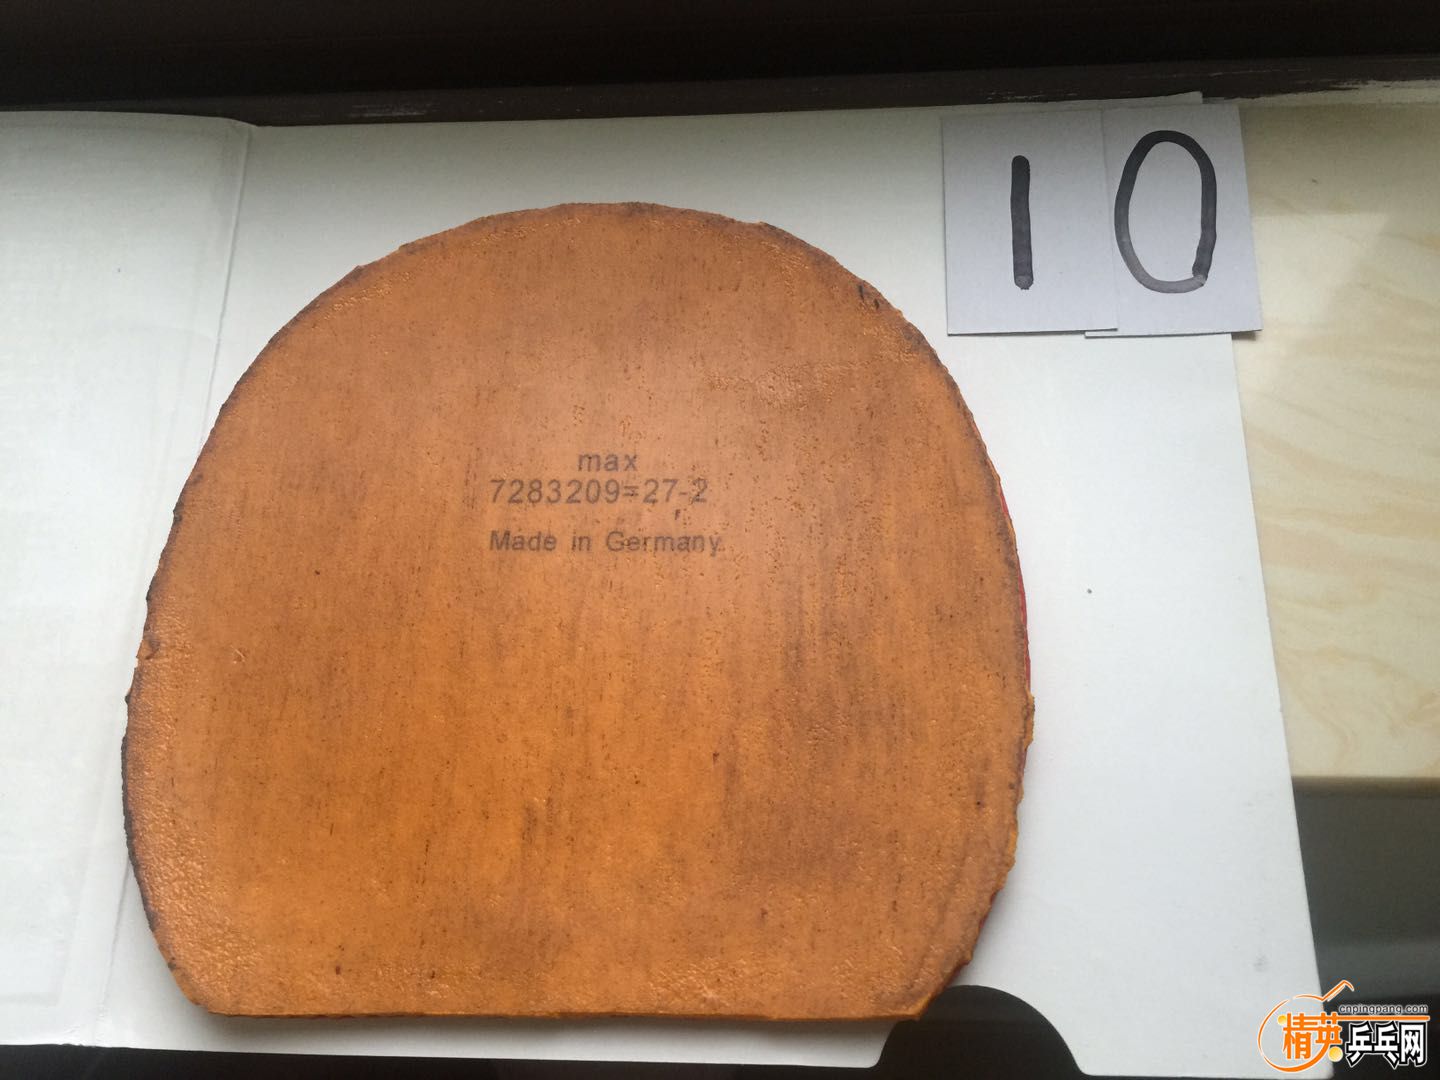 10
max
7283209=27-2
Made in Germany
cnpingpang.com
精英乒乓网